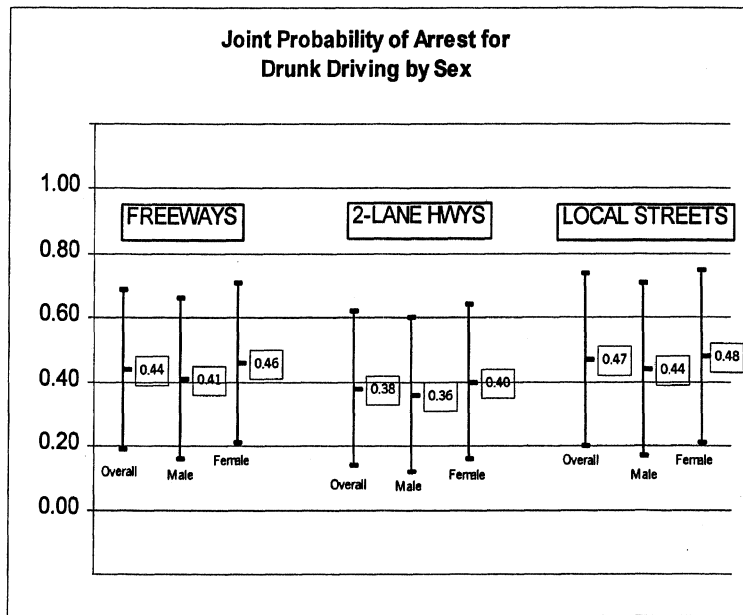 Joint Probability of Arrest for
Drunk Driving by Sex
1.00
0.80
0.60
0.40
0.20
0.00
FREEWAYS
2-LANE HWYS
LOCAL STREETS
0.44
0.41
0.46
0.38
0.36
0.40
0.47
0.44
0.48
Overall
Male
Female
Overall
Male
Female
Overall
Male
Female